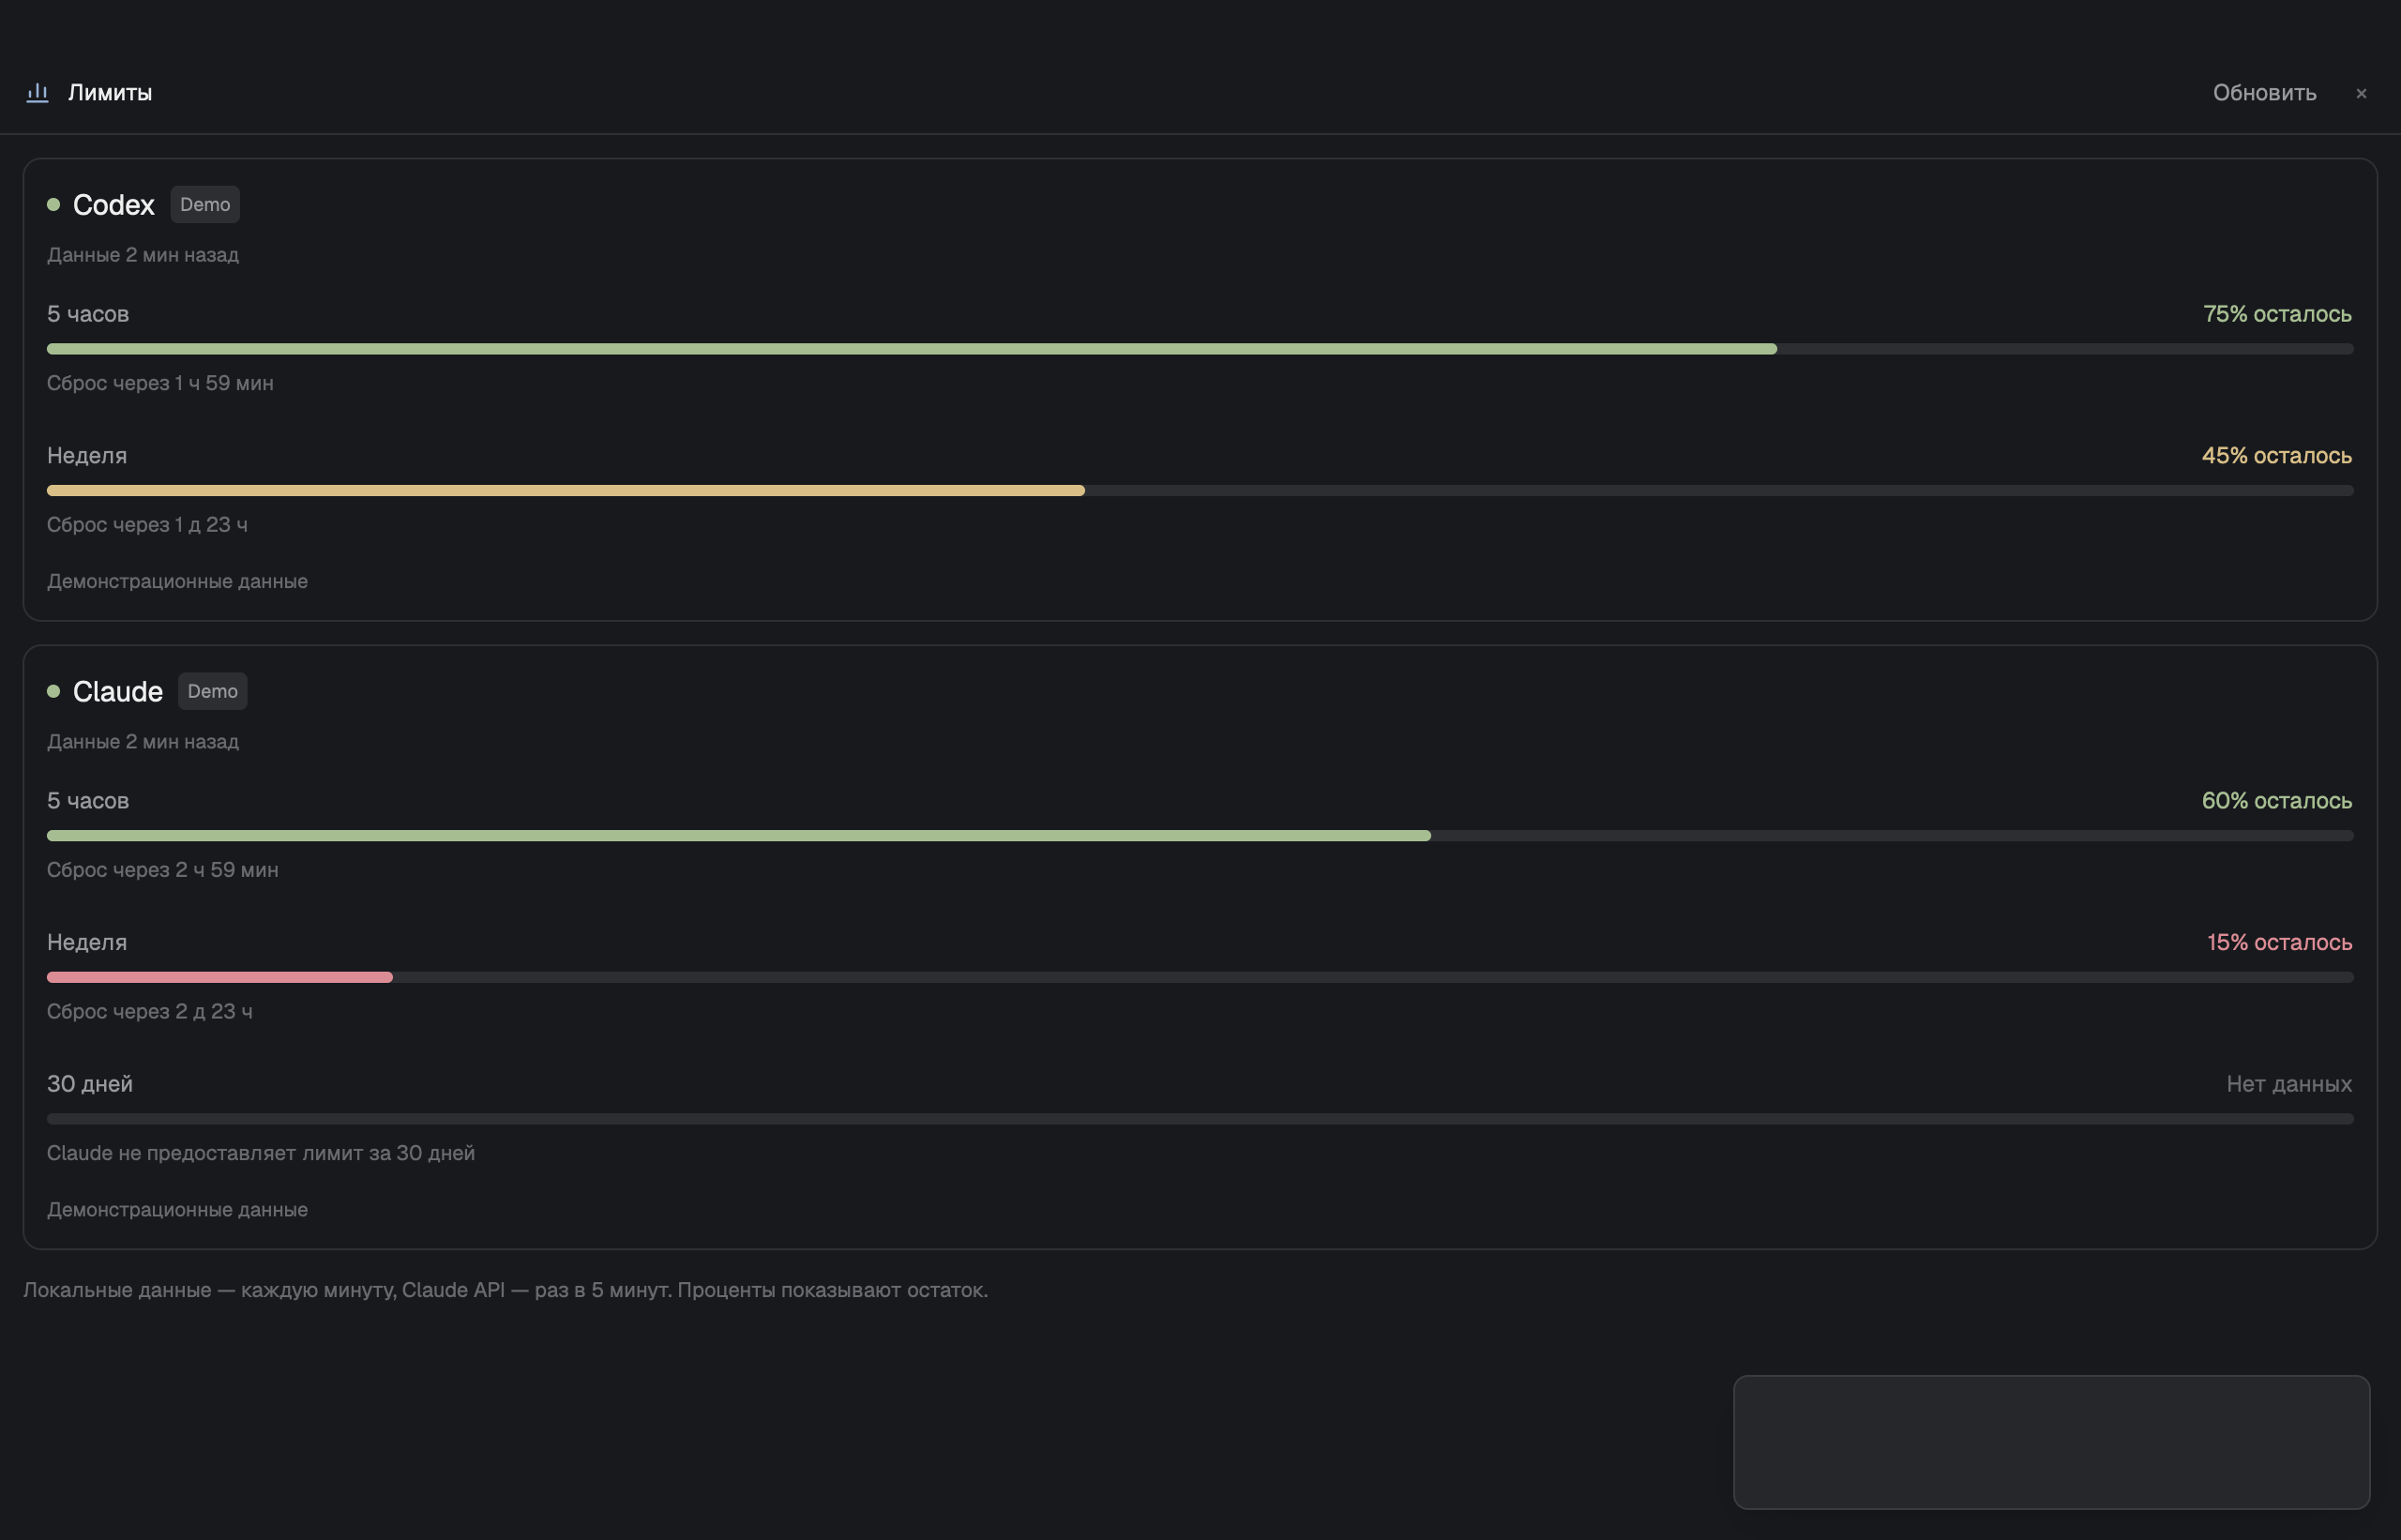 Лимиты
Обновить ×
Codex Demo
Данные 2 мин назад
5 часов 75% осталось
Сброс через 1 ч 59 мин
Неделя 45% осталось
Сброс через 1 д 23 ч
Демонстрационные данные
Claude Demo
Данные 2 мин назад
5 часов 60% осталось
Сброс через 2 ч 59 мин
Неделя 15% осталось
Сброс через 2 д 23 ч
30 дней Нет данных
Claude не предоставляет лимит за 30 дней
Демонстрационные данные
Локальные данные — каждую минуту, Claude API — раз в 5 минут. Проценты показывают остаток.